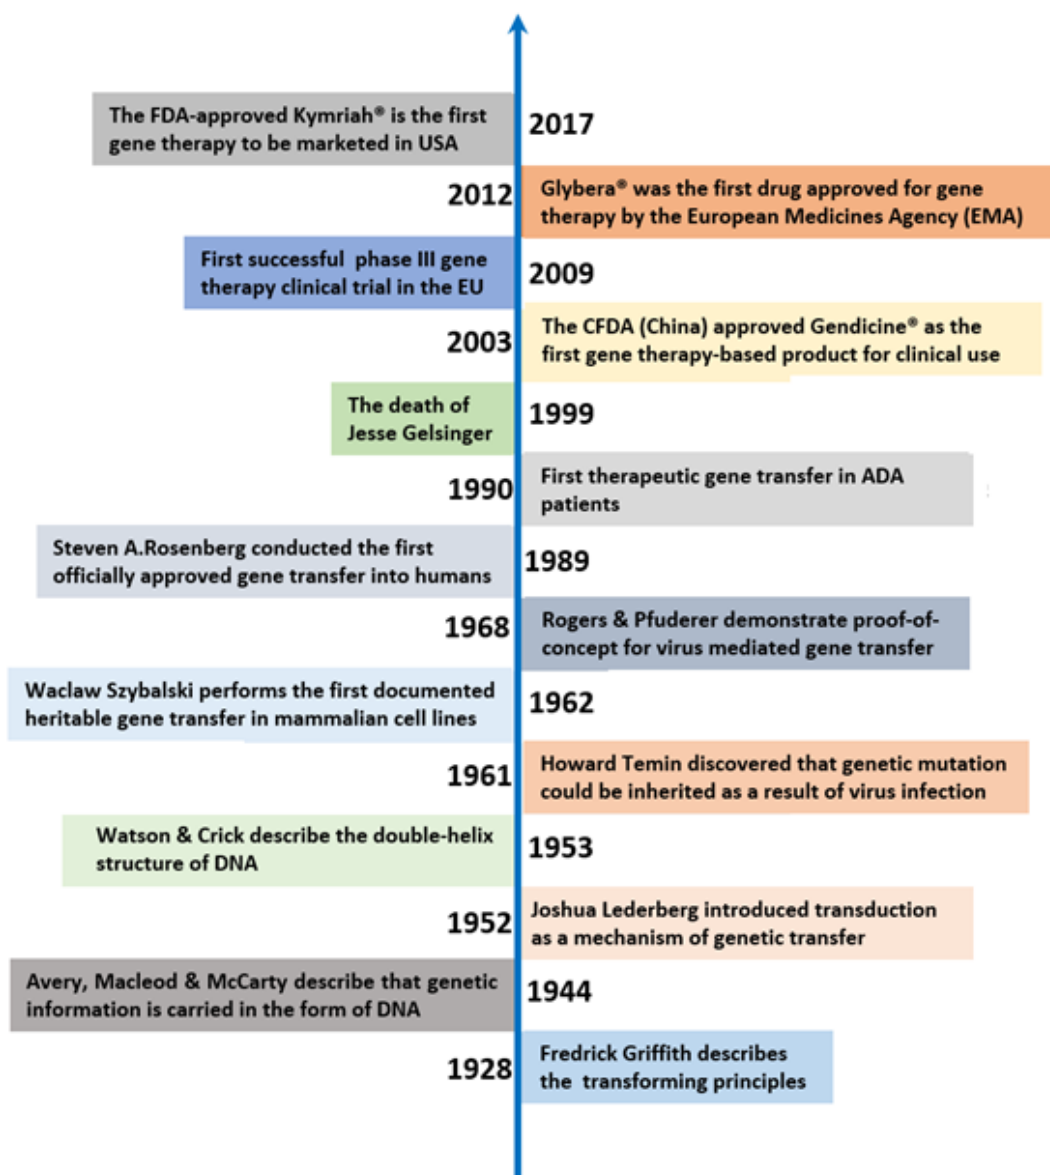 The FDA-approved Kymriah® is the first
gene therapy to be marketed in USA
2017
2012
Glybera® was the first drug approved for gene
therapy by the European Medicines Agency (EMA)
First successful phase III gene
therapy clinical trial in the EU
2009
2003
The CFDA (China) approved Gendicine® as the
first gene therapy-based product for clinical use
The death of
Jesse Gelsinger
1999
1990
First therapeutic gene transfer in ADA
patients
Steven A.Rosenberg conducted the first
officially approved gene transfer into humans
1989
1968
Rogers & Pfuderer demonstrate proof-of-
concept for virus mediated gene transfer
Waclaw Szybalski performs the first documented
heritable gene transfer in mammalian cell lines
1962
1961
Howard Temin discovered that genetic mutation
could be inherited as a result of virus infection
Watson & Crick describe the double-helix
structure of DNA
1953
1952
Joshua Lederberg introduced transduction
as a mechanism of genetic transfer
Avery, Macleod & McCarty describe that genetic
information is carried in the form of DNA
1944
1928
Fredrick Griffith describes
the transforming principles